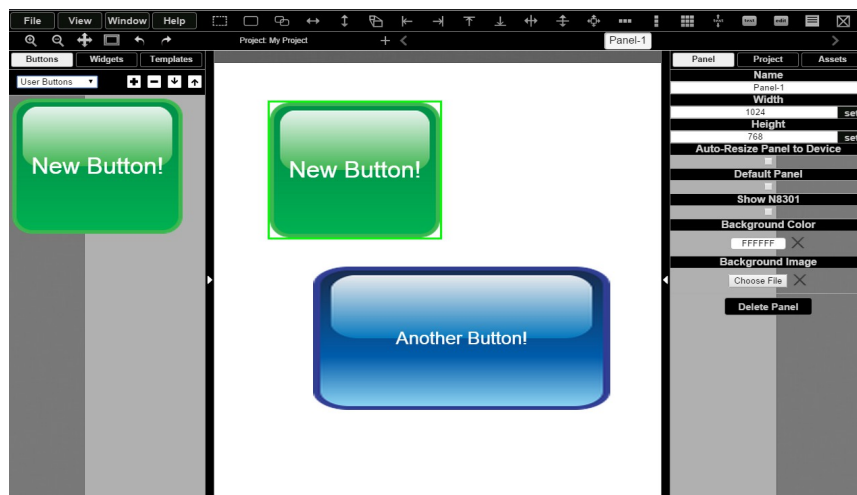 File View Window Help text edit
Project: My Project + < Panel-1 >
Buttons Widgets Templates
User Buttons
New Button!
New Button!
Another Button!
Panel Project Assets
Name
Panel-1
Width
1024 set
Height
768 set
Auto-Resize Panel to Device
Default Panel
Show N8301
Background Color
FFFFFF
Background Image
Choose File
Delete Panel